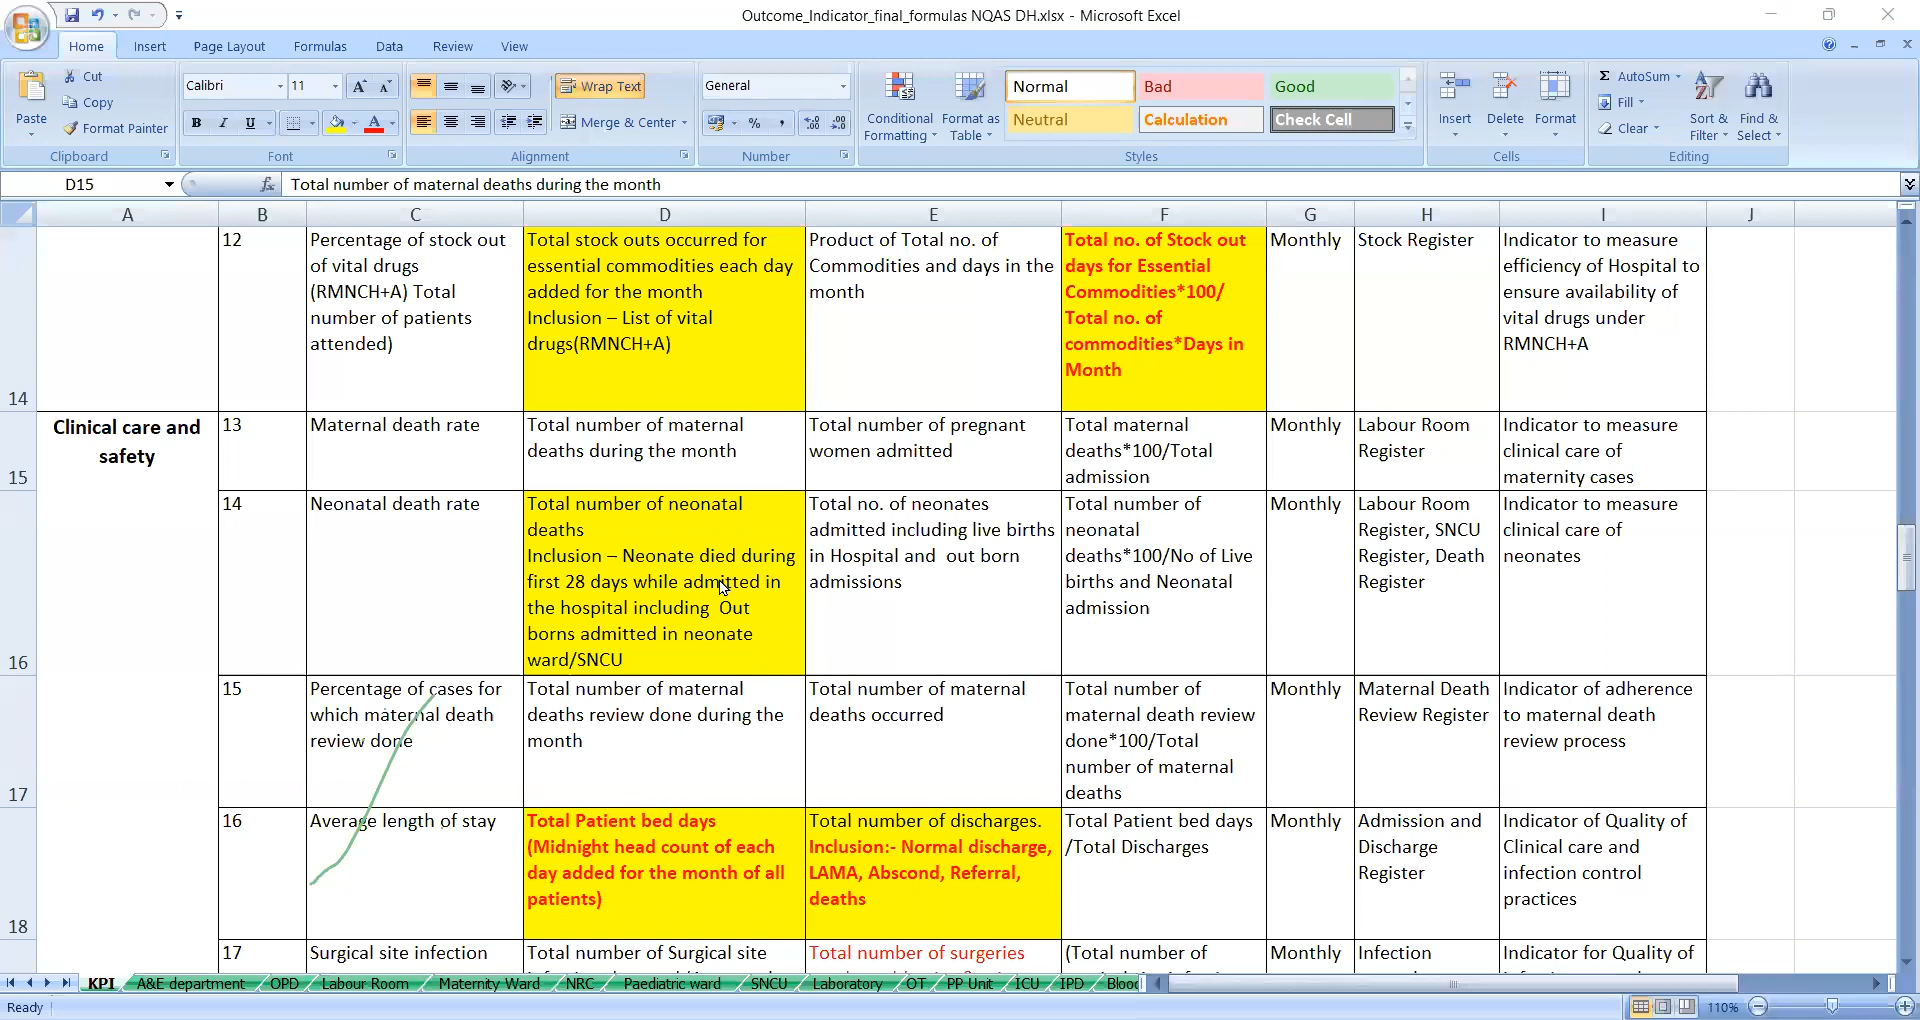 Outcome_Indicator_final_formulas NQAS DH.xlsx - Microsoft Excel
Home Insert Page Layout Formulas Data Review View
Paste
Cut
Copy
Format Painter
Clipboard
Calibri 11
B I U
Font
Wrap Text
Merge & Center
Alignment
General
%
Number
Conditional Formatting
Format as Table
Normal Bad Good
Neutral Calculation Check Cell
Styles
Insert Delete Format
Cells
Σ AutoSum
Fill
Clear
Sort & Filter
Find & Select
Editing
D15 fx Total number of maternal deaths during the month
A B C D E F G H I J
14
12
Percentage of stock out
of vital drugs
(RMNCH+A) Total
number of patients
attended)
Total stock outs occurred for
essential commodities each day
added for the month
Inclusion – List of vital
drugs(RMNCH+A)
Product of Total no. of
Commodities and days in the
month
Total no. of Stock out
days for Essential
Commodities*100/
Total no. of
commodities*Days in
Month
Monthly
Stock Register
Indicator to measure
efficiency of Hospital to
ensure availability of
vital drugs under
RMNCH+A
15
Clinical care and
safety
13
Maternal death rate
Total number of maternal
deaths during the month
Total number of pregnant
women admitted
Total maternal
deaths*100/Total
admission
Monthly
Labour Room
Register
Indicator to measure
clinical care of
maternity cases
16
14
Neonatal death rate
Total number of neonatal
deaths
Inclusion – Neonate died during
first 28 days while admitted in
the hospital including Out
borns admitted in neonate
ward/SNCU
Total no. of neonates
admitted including live births
in Hospital and out born
admissions
Total number of
neonatal
deaths*100/No of Live
births and Neonatal
admission
Monthly
Labour Room
Register, SNCU
Register, Death
Register
Indicator to measure
clinical care of
neonates
17
15
Percentage of cases for
which maternal death
review done
Total number of maternal
deaths review done during the
month
Total number of maternal
deaths occurred
Total number of
maternal death review
done*100/Total
number of maternal
deaths
Monthly
Maternal Death
Review Register
Indicator of adherence
to maternal death
review process
18
16
Average length of stay
Total Patient bed days
(Midnight head count of each
day added for the month of all
patients)
Total number of discharges.
Inclusion:- Normal discharge,
LAMA, Abscond, Referral,
deaths
Total Patient bed days
/Total Discharges
Monthly
Admission and
Discharge
Register
Indicator of Quality of
Clinical care and
infection control
practices
17
Surgical site infection
Total number of Surgical site
Total number of surgeries
(Total number of
Monthly
Infection
Indicator for Quality of
KPI A&E department OPD Labour Room Maternity Ward NRC Paediatric ward SNCU Laboratory OT PP Unit ICU IPD Blood
Ready 110%